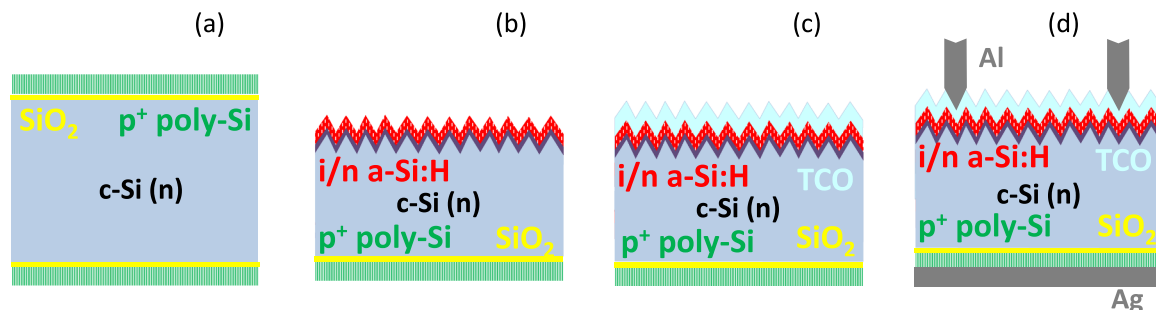 (a)
SiO₂ p⁺ poly-Si
c-Si (n)
(b)
i/n a-Si:H
c-Si (n)
p⁺ poly-Si SiO₂
(c)
i/n a-Si:H TCO
c-Si (n)
p⁺ poly-Si SiO₂
(d)
Al
i/n a-Si:H TCO
c-Si (n)
p⁺ poly-Si SiO₂
Ag